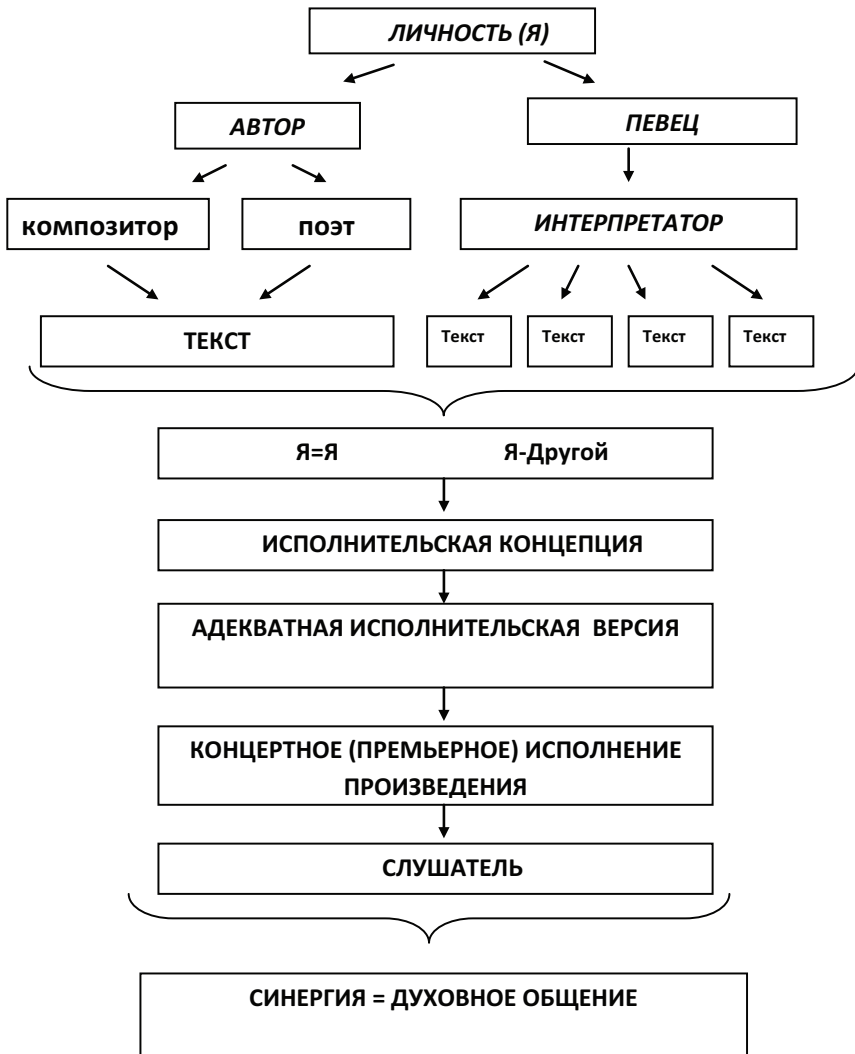 ЛИЧНОСТЬ (Я)
АВТОР
ПЕВЕЦ
композитор
поэт
ИНТЕРПРЕТАТОР
ТЕКСТ
Текст
Текст
Текст
Текст
Я=Я Я-Другой
ИСПОЛНИТЕЛЬСКАЯ КОНЦЕПЦИЯ
АДЕКВАТНАЯ ИСПОЛНИТЕЛЬСКАЯ ВЕРСИЯ
КОНЦЕРТНОЕ (ПРЕМЬЕРНОЕ) ИСПОЛНЕНИЕ
ПРОИЗВЕДЕНИЯ
СЛУШАТЕЛЬ
СИНЕРГИЯ = ДУХОВНОЕ ОБЩЕНИЕ